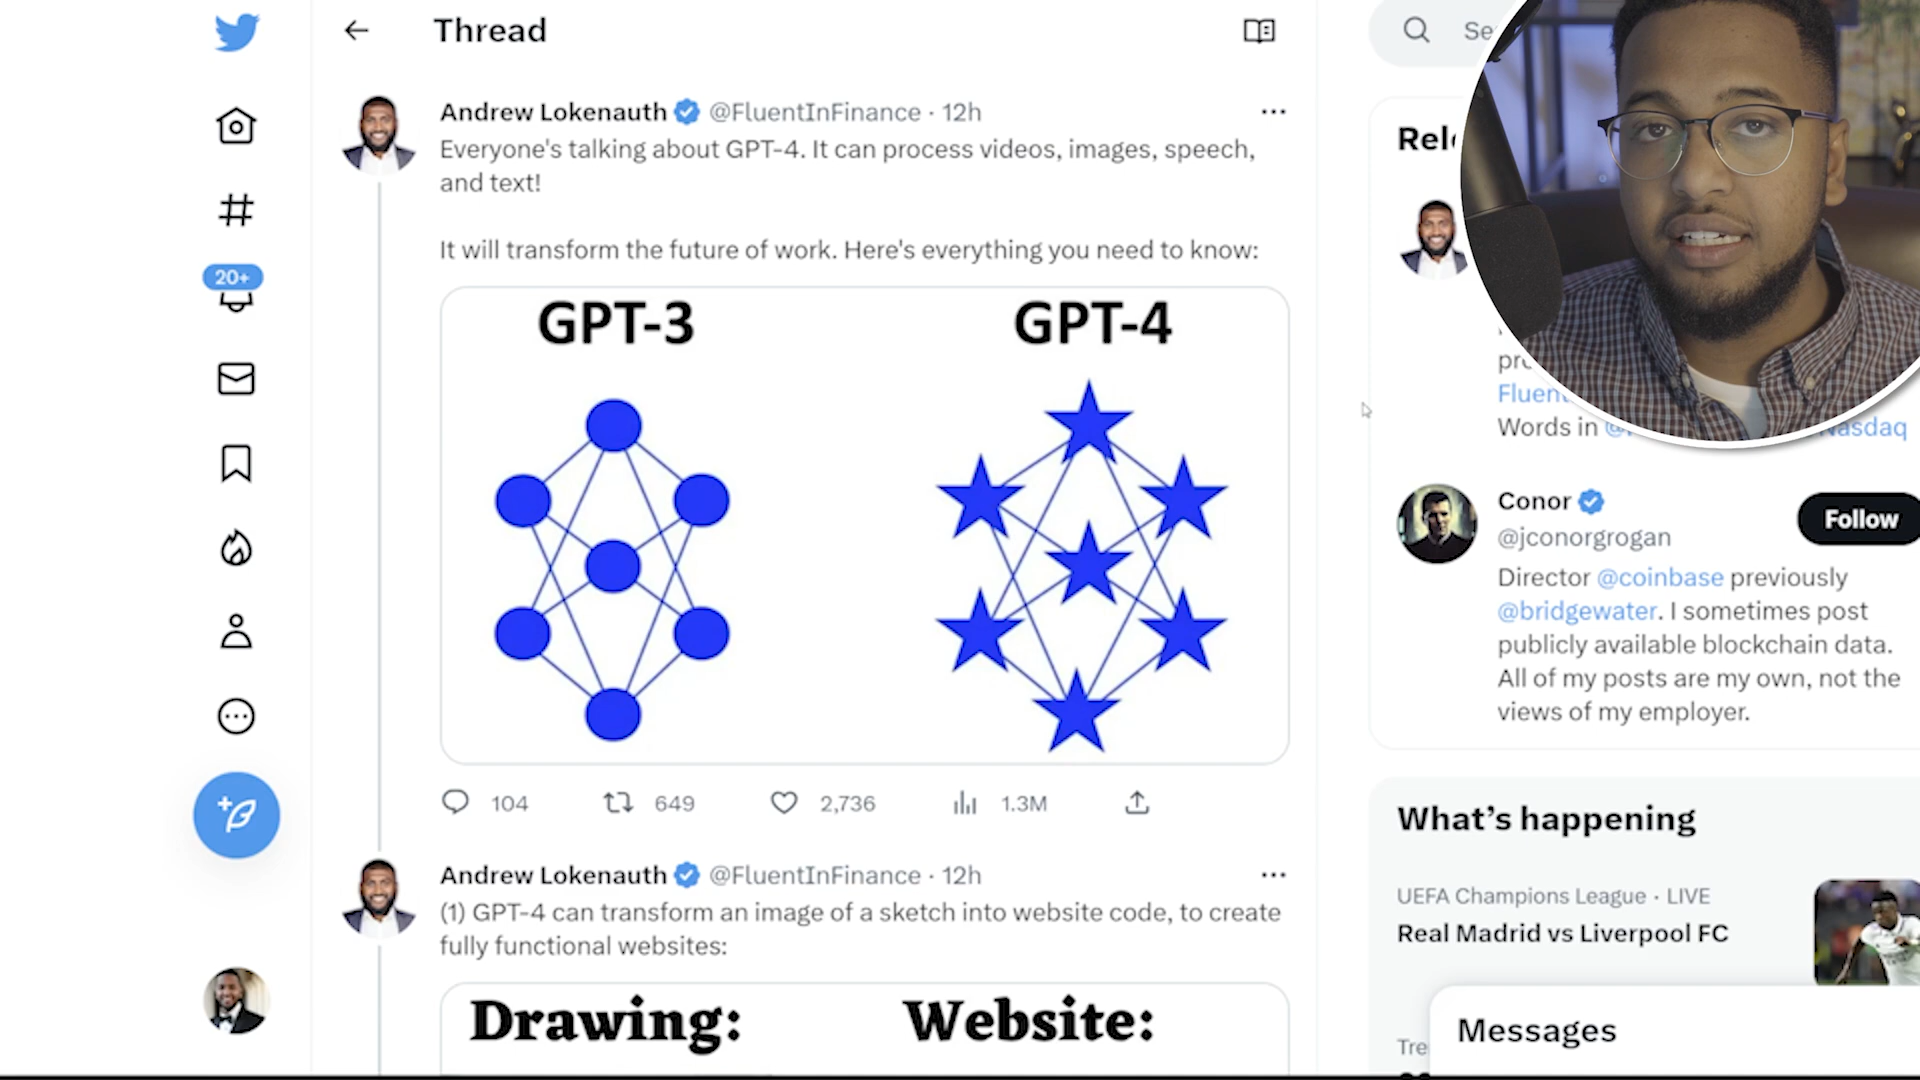 Thread
Andrew Lokenauth @FluentInFinance · 12h
Everyone's talking about GPT-4. It can process videos, images, speech,
and text!
It will transform the future of work. Here's everything you need to know:
GPT-3
GPT-4
104
649
2,736
1.3M
Andrew Lokenauth @FluentInFinance · 12h
(1) GPT-4 can transform an image of a sketch into website code, to create
fully functional websites:
Drawing:
Website:
20+
Words in
Conor
@jconorgrogan
Follow
Director @coinbase previously
@bridgewater. I sometimes post
publicly available blockchain data.
All of my posts are my own, not the
views of my employer.
What's happening
UEFA Champions League · LIVE
Real Madrid vs Liverpool FC
Messages